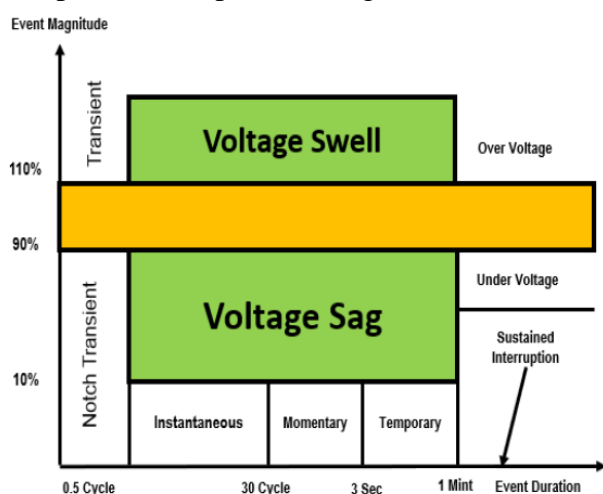 Event Magnitude
Transient
Voltage Swell
Over Voltage
110%
90%
Notch Transient
Voltage Sag
Under Voltage
Sustained
Interruption
10%
Instantaneous
Momentary
Temporary
0.5 Cycle
30 Cycle
3 Sec
1 Mint
Event Duration